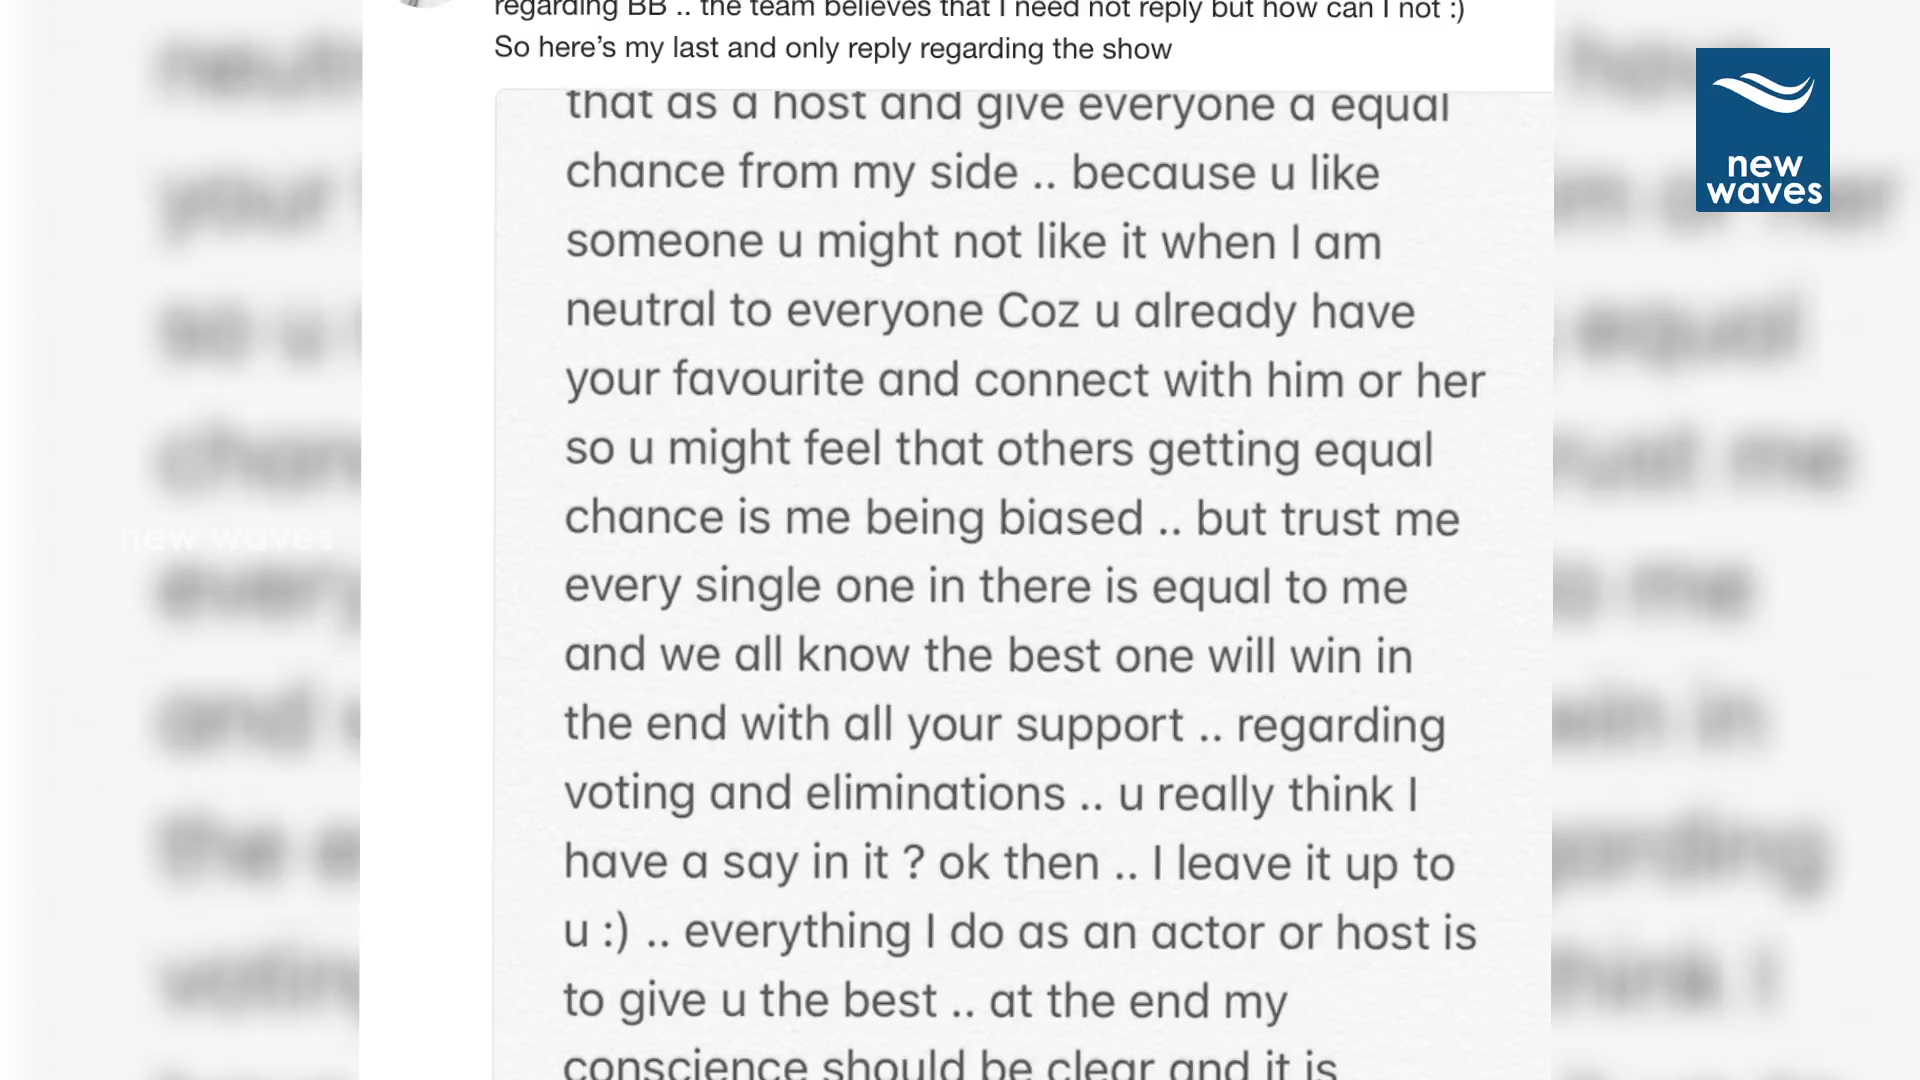 regarding BB .. the team believes that I need not reply but how can I not :)
So here's my last and only reply regarding the show
that as a host and give everyone a equal
chance from my side .. because u like
someone u might not like it when I am
neutral to everyone Coz u already have
your favourite and connect with him or her
so u might feel that others getting equal
chance is me being biased .. but trust me
every single one in there is equal to me
and we all know the best one will win in
the end with all your support .. regarding
voting and eliminations .. u really think I
have a say in it ? ok then .. I leave it up to
u :) .. everything I do as an actor or host is
to give u the best .. at the end my
conscience should be clear and it is
new
waves
new waves